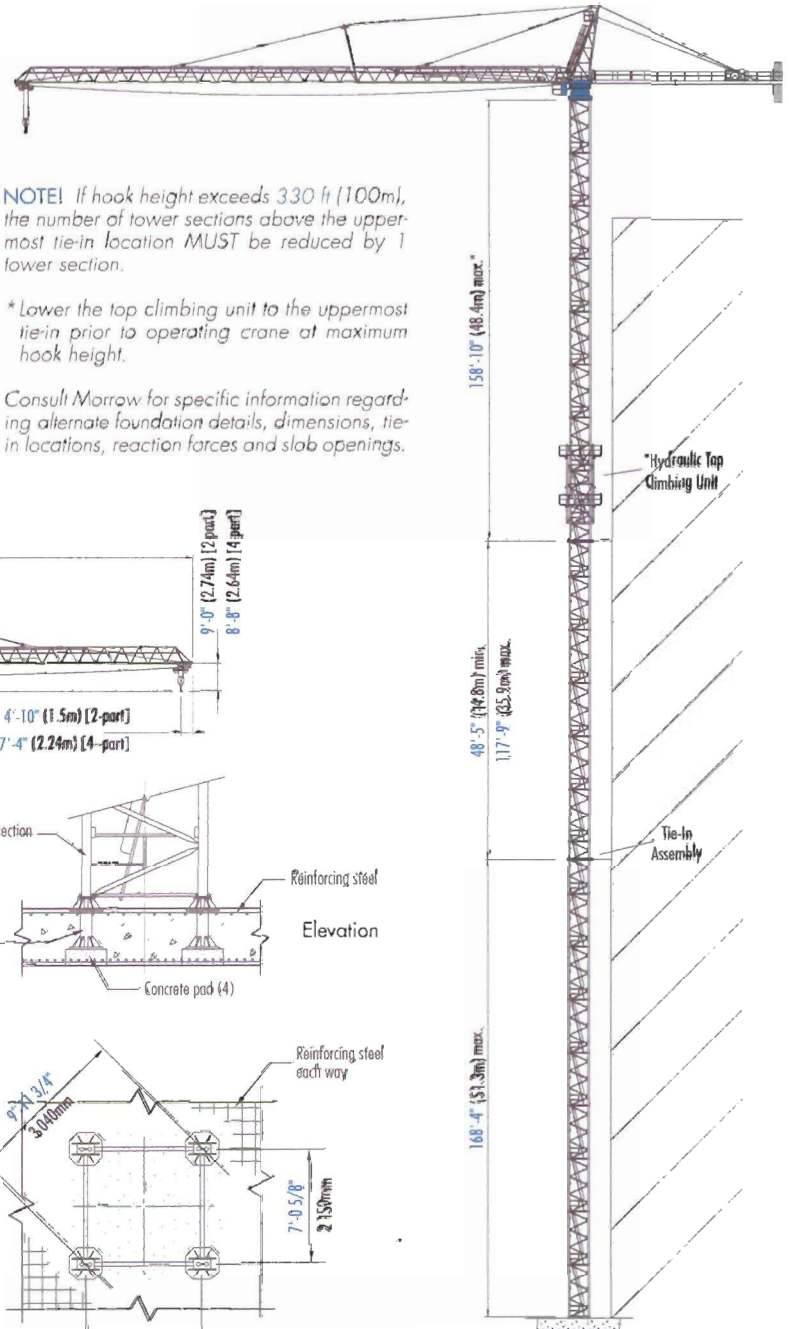 NOTE! If hook height exceeds 330 ft (100m),
the number of tower sections above the upper-
most tie-in location MUST be reduced by 1
tower section.
* Lower the top climbing unit to the uppermost
tie-in prior to operating crane at maximum
hook height.
Consult Morrow for specific information regard-
ing alternate foundation details, dimensions, tie-
in locations, reaction forces and slab openings.
158'-10" (48.4m) max.*
*Hydraulic Top
Climbing Unit
9'-0" (2.74m) [2-part]
8'-8" (2.64m) [4-part]
4'-10" (1.5m) [2-part]
7'-4" (2.24m) [4-part]
48'-5" (14.8m) min.
117'-9" (35.9m) max.
Tie-In
Assembly
ection
Reinforcing steel
Elevation
Concrete pad (4)
Reinforcing steel
each way
9'-11 3/4"
3,040mm
7'-0 5/8"
2,150mm
168'-4" (51.3m) max.